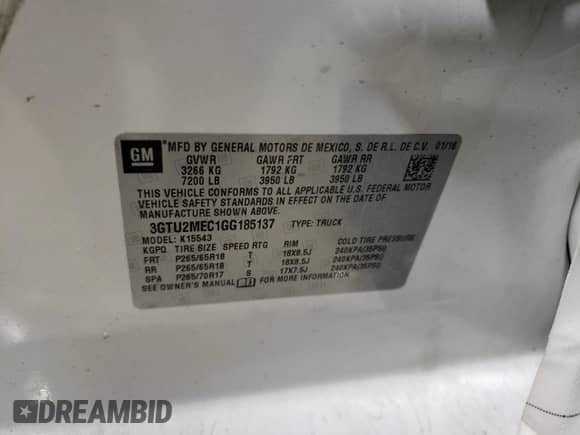 GM
*MFD BY GENERAL MOTORS DE MEXICO, S. DE R.L. DE C.V. 01/16
GVWR GAWR FRT GAWR RR
3266 KG 1792 KG 1792 KG
7200 LB 3950 LB 3950 LB
THIS VEHICLE CONFORMS TO ALL APPLICABLE U.S. FEDERAL MOTOR
VEHICLE SAFETY STANDARDS IN EFFECT ON THE DATE OF
MANUFACTURE SHOWN ABOVE.
3GTU2MEC1GG185137 TYPE: TRUCK
MODEL: K15543
KGPQ TIRE SIZE SPEED RTG RIM COLD TIRE PRESSURE
FRT P265/65R18 T 18X8.5J 240KPA(35PSI)
RR P265/65R18 T 18X8.5J 240KPA(35PSI)
SPA P265/70R17 S 17X7.5J 240KPA(35PSI)
SEE OWNER'S MANUAL FOR MORE INFORMATION.
DREAMBID